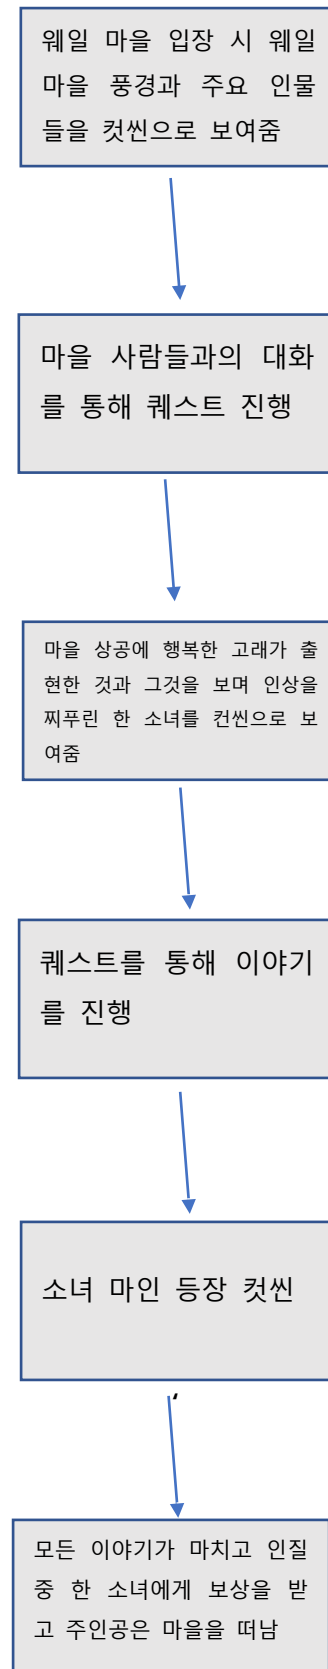 웨일 마을 입장 시 웨일
마을 풍경과 주요 인물
들을 컷씬으로 보여줌
마을 사람들과의 대화
를 통해 퀘스트 진행
마을 상공에 행복한 고래가 출
현한 것과 그것을 보며 인상을
찌푸린 한 소녀를 컨씬으로 보
여줌
퀘스트를 통해 이야기
를 진행
소녀 마인 등장 컷씬
모든 이야기가 마치고 인질
중 한 소녀에게 보상을 받
고 주인공은 마을을 떠남